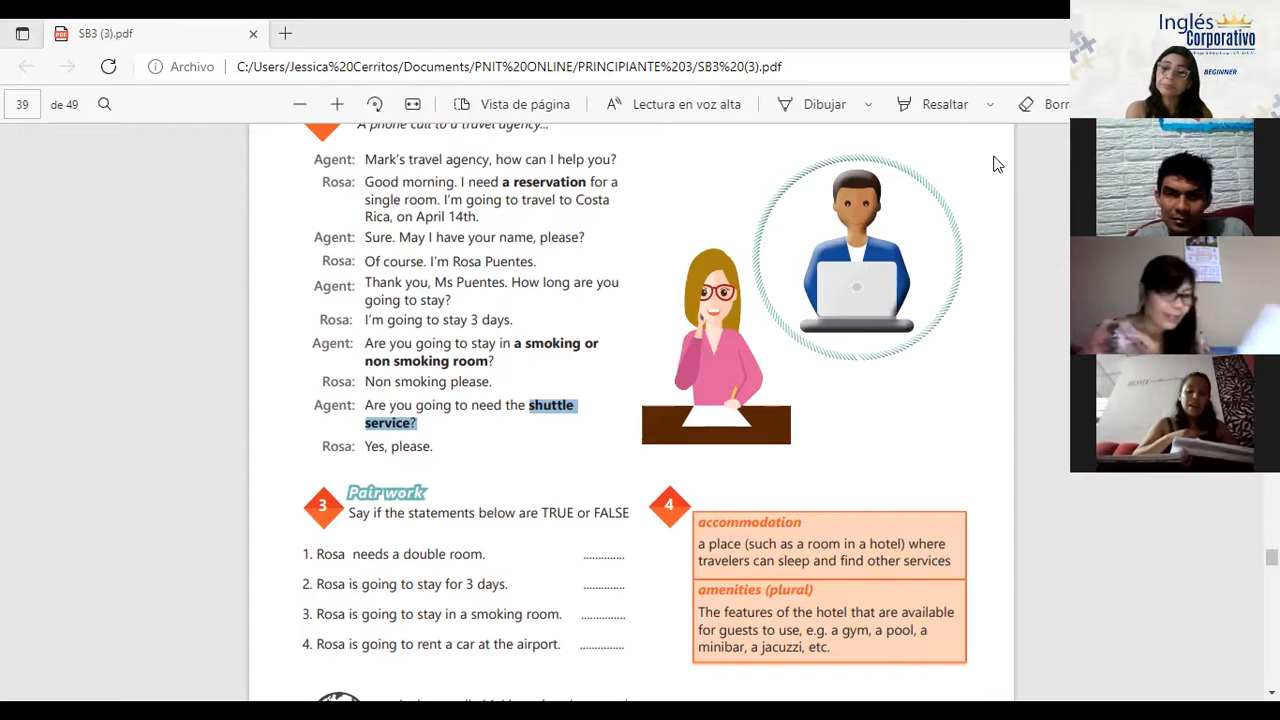 SB3 (3).pdf
Archivo
C:/Users/Jessica%20Cerritos/Documents/PNC%20ONLINE/PRINCIPIANTE%203/SB3%20(3).pdf
39
de 49
Vista de página
Lectura en voz alta
Dibujar
Resaltar
Borr
Inglés
Corporativo
BEGINNER
Agent: Mark's travel agency, how can I help you?
Rosa: Good morning. I need a reservation for a
single room. I'm going to travel to Costa
Rica, on April 14th.
Agent: Sure. May I have your name, please?
Rosa: Of course. I'm Rosa Puentes.
Agent: Thank you, Ms Puentes. How long are you
going to stay?
Rosa: I'm going to stay 3 days.
Agent: Are you going to stay in a smoking or
non smoking room?
Rosa: Non smoking please.
Agent: Are you going to need the shuttle
service?
Rosa: Yes, please.
3
Pair work
Say if the statements below are TRUE or FALSE
1. Rosa needs a double room. ..............
2. Rosa is going to stay for 3 days. ..............
3. Rosa is going to stay in a smoking room. ...............
4. Rosa is going to rent a car at the airport. ...............
4
accommodation
a place (such as a room in a hotel) where
travelers can sleep and find other services
amenities (plural)
The features of the hotel that are available
for guests to use, e.g. a gym, a pool, a
minibar, a jacuzzi, etc.
HOME